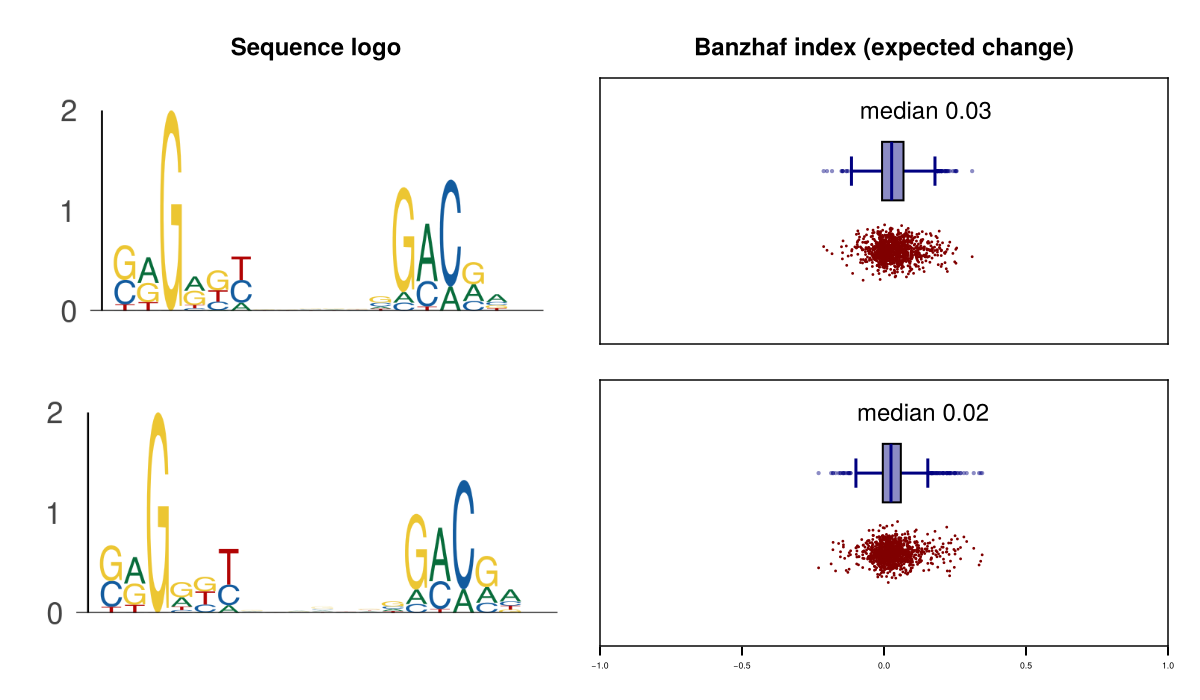 Sequence logo
Banzhaf index (expected change)
2
1
0
median 0.03
2
1
0
median 0.02
−1.0 −0.5 0.0 0.5 1.0